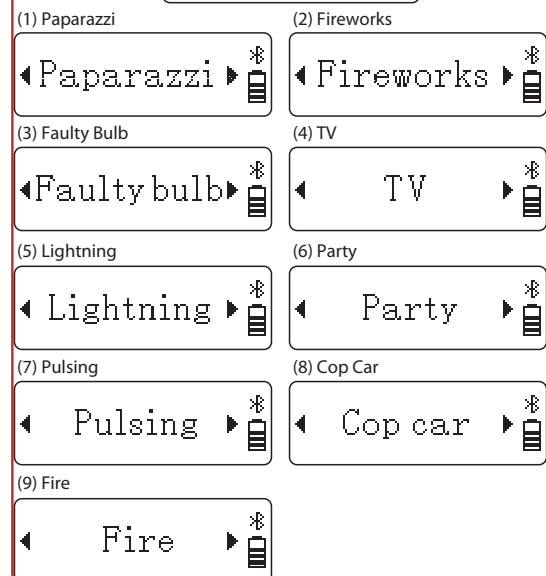 (1) Paparazzi (2) Fireworks
Paparazzi Fireworks
(3) Faulty Bulb (4) TV
Faulty bulb TV
(5) Lightning (6) Party
Lightning Party
(7) Pulsing (8) Cop Car
Pulsing Cop car
(9) Fire
Fire